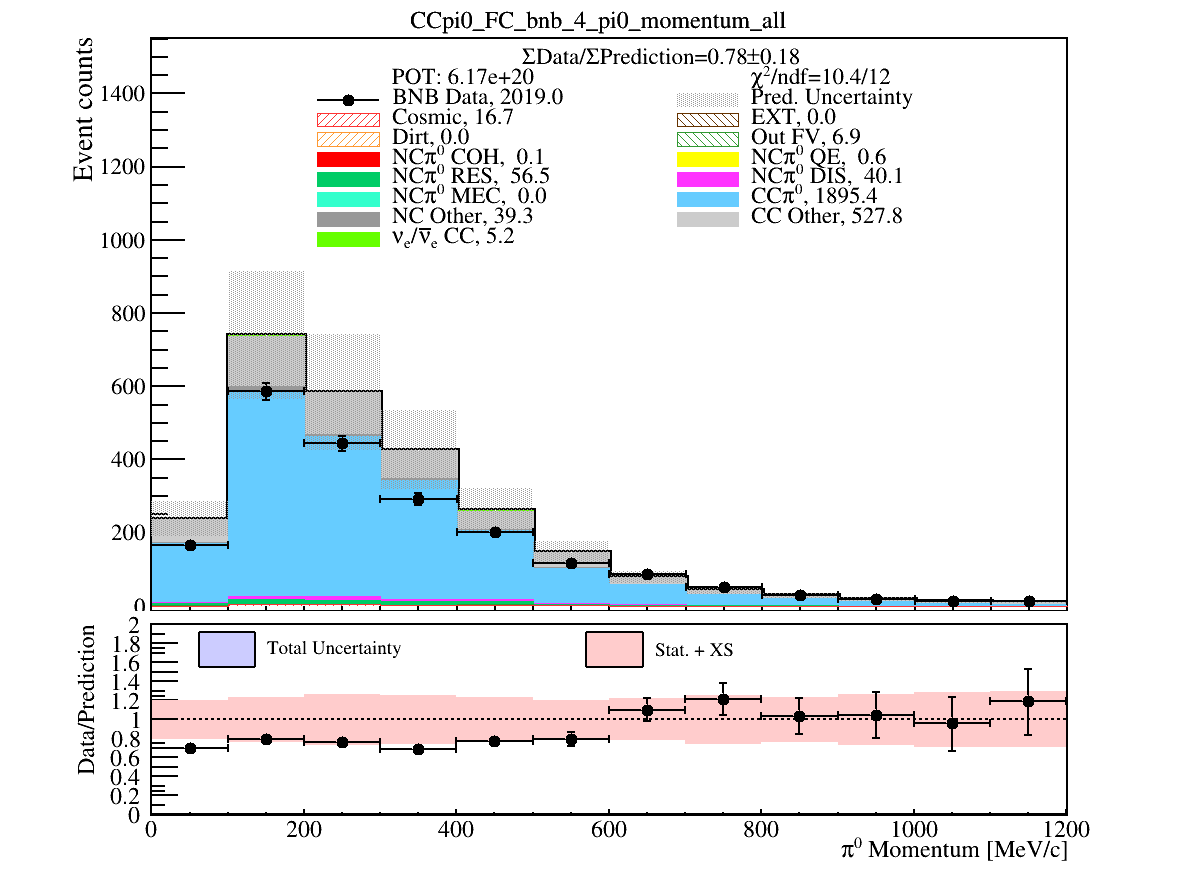 CCpi0_FC_bnb_4_pi0_momentum_all
ΣData/ΣPrediction=0.78±0.18
POT: 6.17e+20
χ²/ndf=10.4/12
BNB Data, 2019.0
Pred. Uncertainty
Cosmic, 16.7
EXT, 0.0
Dirt, 0.0
Out FV, 6.9
NCπ⁰ COH, 0.1
NCπ⁰ QE, 0.6
NCπ⁰ RES, 56.5
NCπ⁰ DIS, 40.1
NCπ⁰ MEC, 0.0
CCπ⁰, 1895.4
NC Other, 39.3
CC Other, 527.8
νₑ/ν̅ₑ CC, 5.2
Event counts
1400
1200
1000
800
600
400
200
0
Data/Prediction
2
1.8
1.6
1.4
1.2
1
0.8
0.6
0.4
0.2
0
Total Uncertainty
Stat. + XS
0 200 400 600 800 1000 1200
π⁰ Momentum [MeV/c]